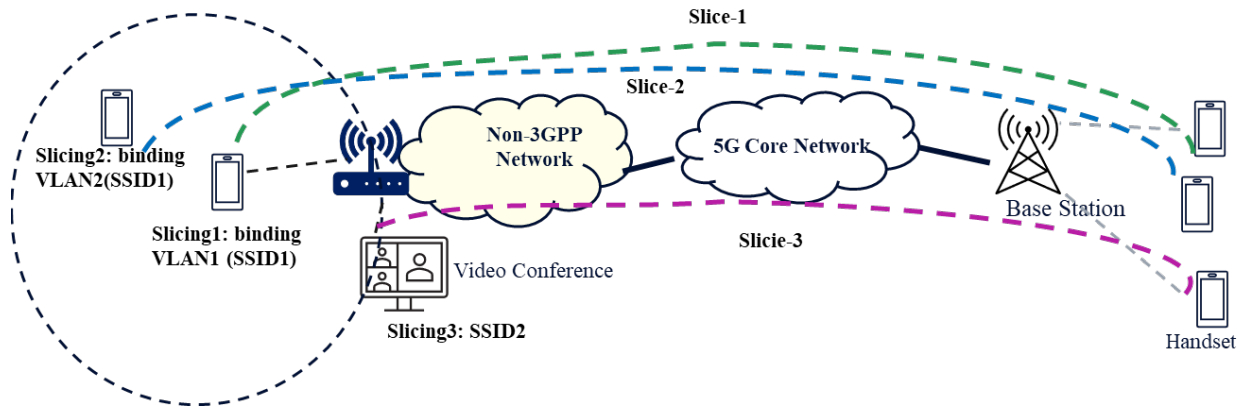 Slice-1
Slice-2
Non-3GPP
Network
5G Core Network
Slicing2: binding
VLAN2(SSID1)
Slicing1: binding
VLAN1 (SSID1)
Base Station
Slicie-3
Video Conference
Slicing3: SSID2
Handset